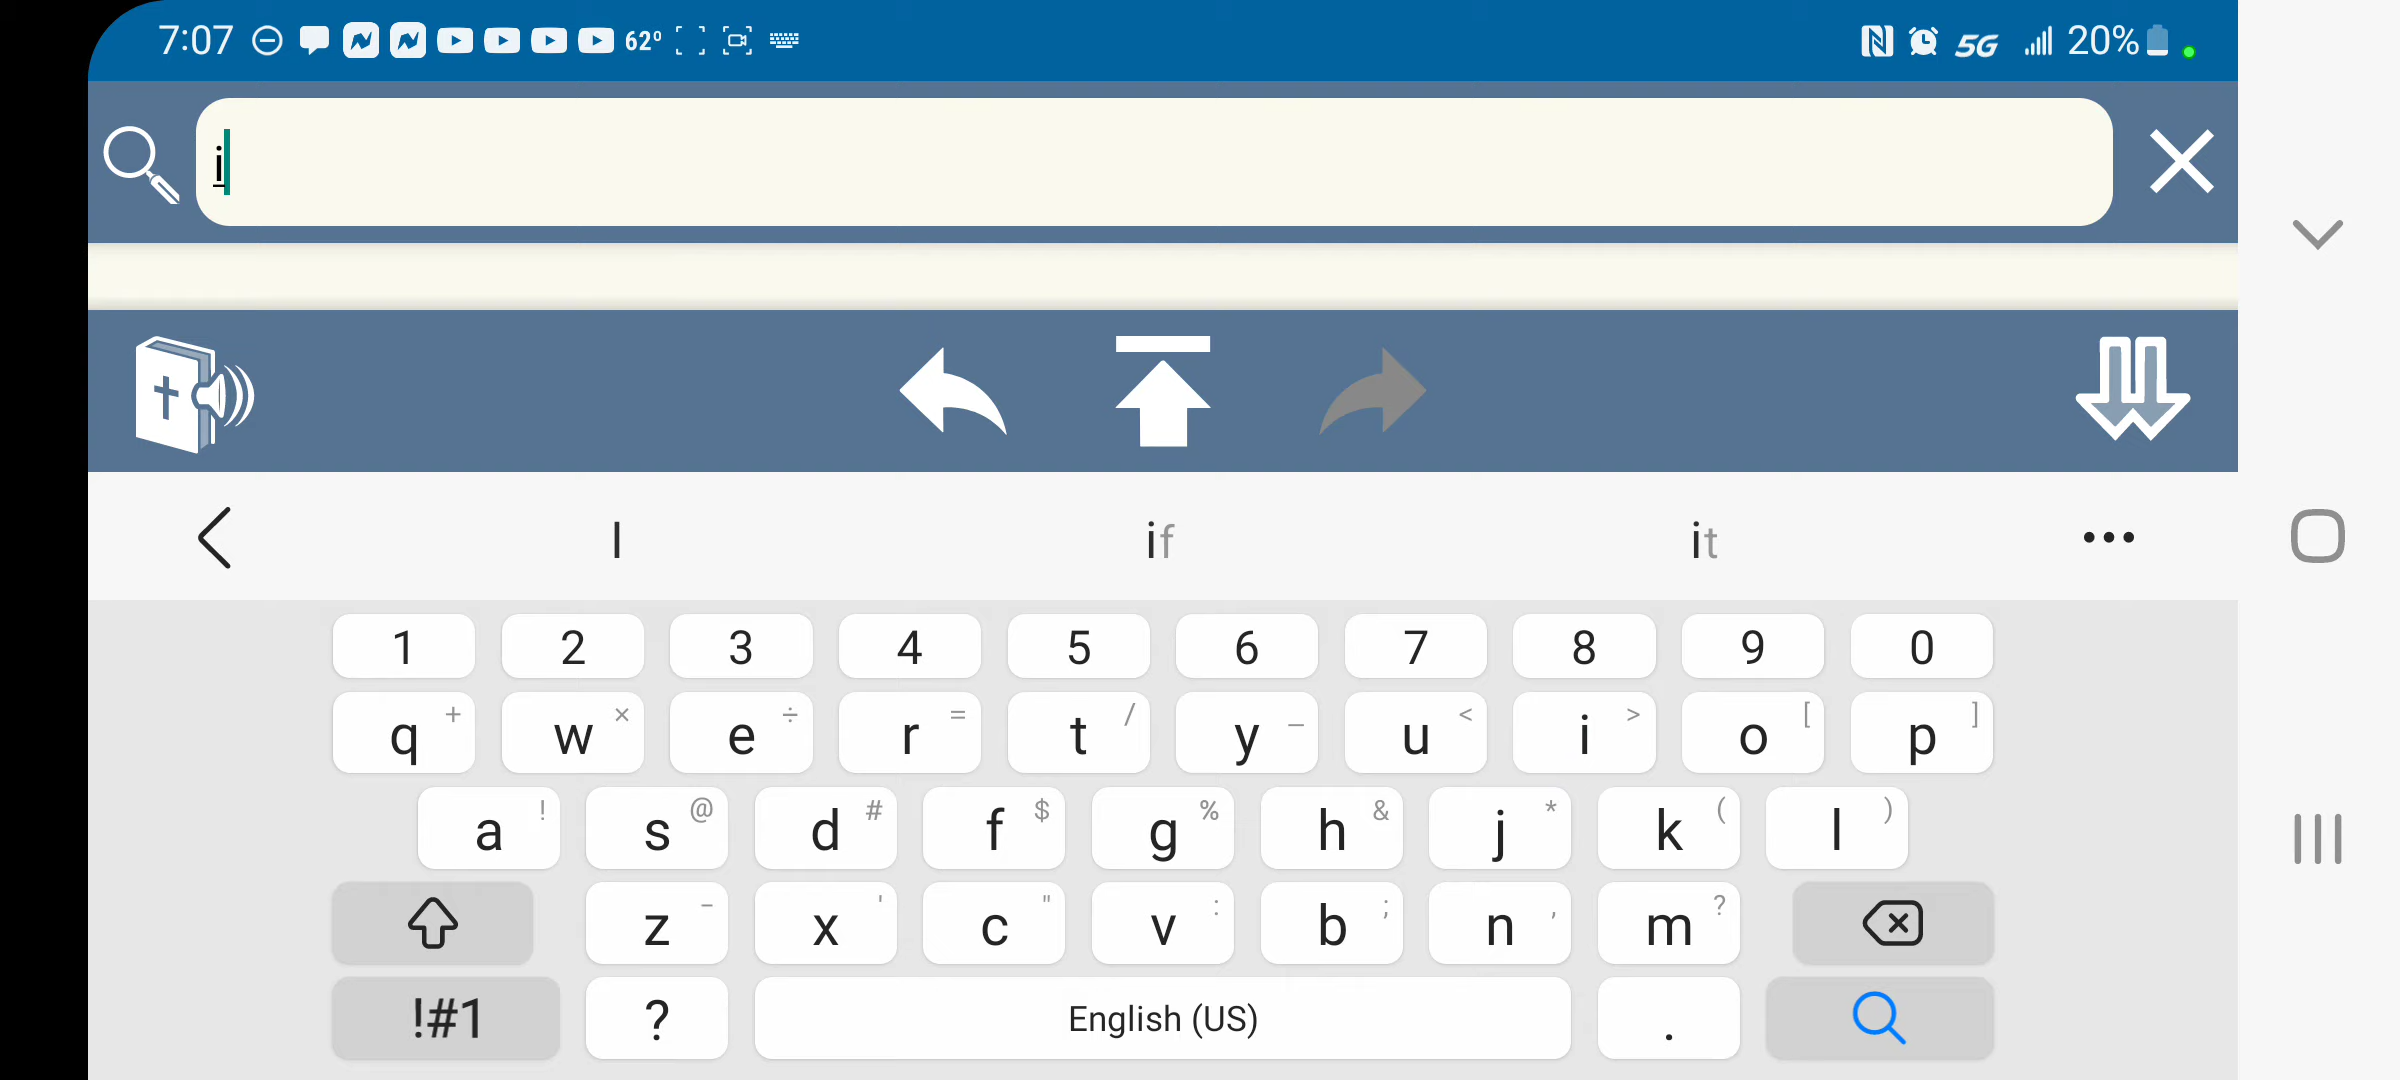 7:07 62° 5G 20%
i
I if it
1 2 3 4 5 6 7 8 9 0
q + w × e ÷ r = t / y _ u < i > o [ p ]
a ! s @ d # f $ g % h & j * k ( l )
z - x ' c " v : b ; n , m ?
!#1 ? English (US) .